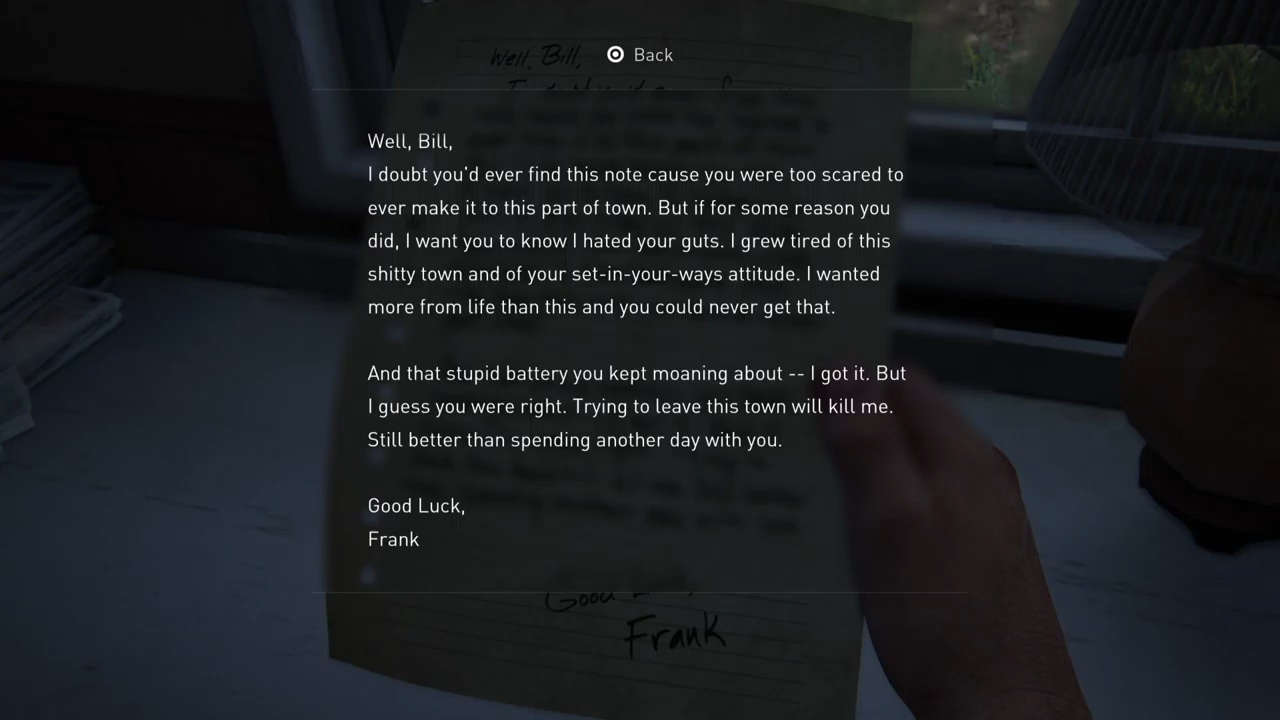 Well, Bill,
Back
Well, Bill,
I doubt you'd ever find this note cause you were too scared to
ever make it to this part of town. But if for some reason you
did, I want you to know I hated your guts. I grew tired of this
shitty town and of your set-in-your-ways attitude. I wanted
more from life than this and you could never get that.
And that stupid battery you kept moaning about -- I got it. But
I guess you were right. Trying to leave this town will kill me.
Still better than spending another day with you.
Good Luck,
Frank
Good
Frank